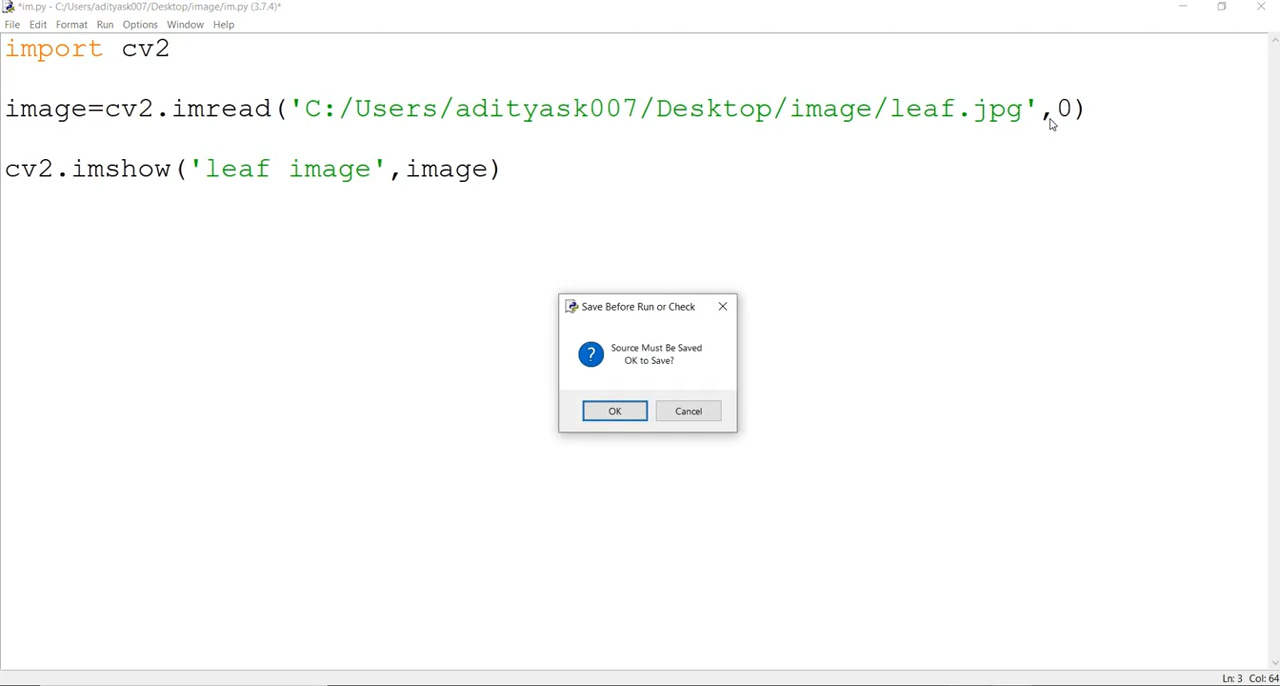 *im.py - C:/Users/adityask007/Desktop/image/im.py (3.7.4)*
File Edit Format Run Options Window Help
import cv2
image=cv2.imread('C:/Users/adityask007/Desktop/image/leaf.jpg',0)
cv2.imshow('leaf image',image)
Save Before Run or Check
Source Must Be Saved
OK to Save?
OK Cancel
Ln: 3 Col: 64